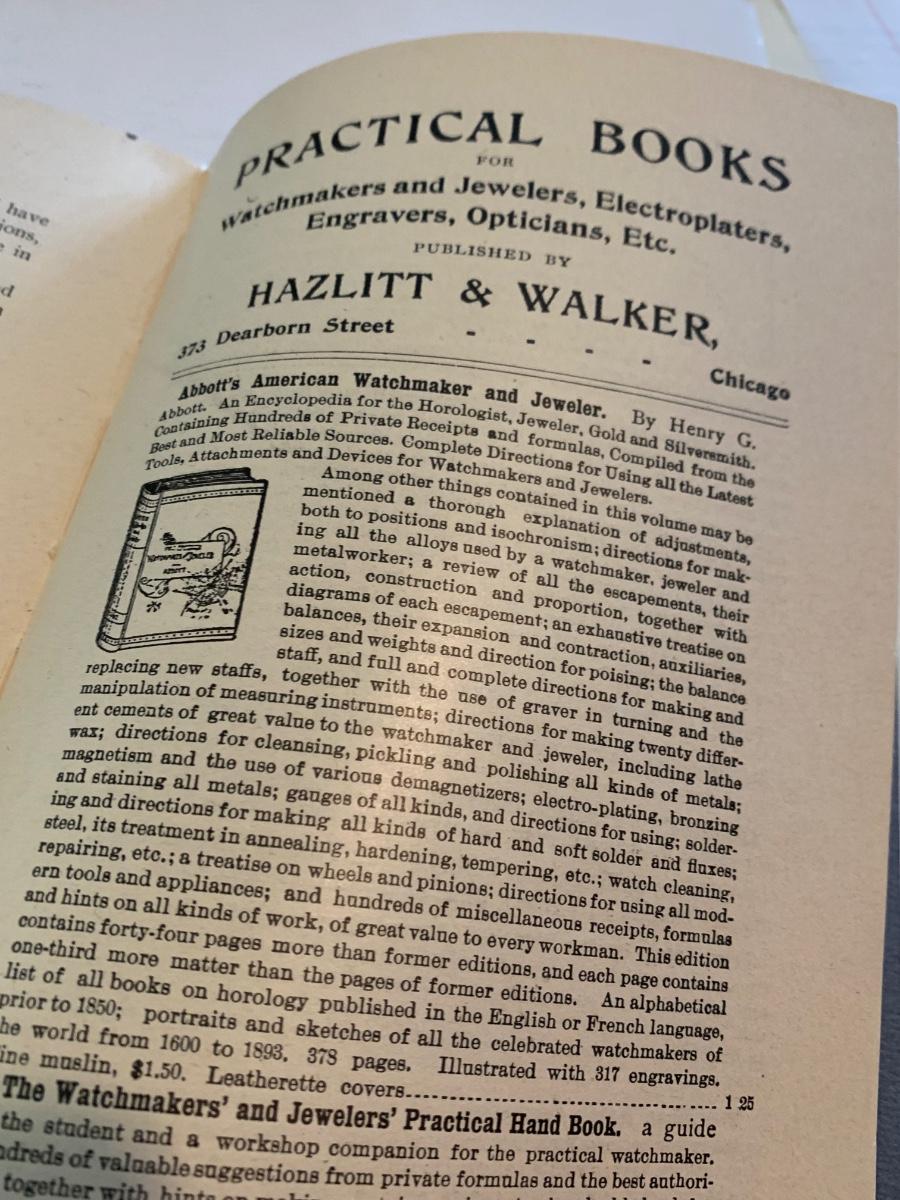 have
ions,
in
PRACTICAL BOOKS
FOR
Watchmakers and Jewelers, Electroplaters,
Engravers, Opticians, Etc.
PUBLISHED BY
HAZLITT & WALKER,
373 Dearborn Street - - - - Chicago
Abbott's American Watchmaker and Jeweler. By Henry G.
Abbott. An Encyclopedia for the Horologist, Jeweler, Gold and Silversmith.
Containing Hundreds of Private Receipts and formulas, Compiled from the
Best and Most Reliable Sources. Complete Directions for Using all the Latest
Tools, Attachments and Devices for Watchmakers and Jewelers.
Among other things contained in this volume may be
mentioned a thorough explanation of adjustments,
both to positions and isochronism; directions for mak-
ing all the alloys used by a watchmaker, jeweler and
metalworker; a review of all the escapements, their
action, construction and proportion, together with
diagrams of each escapement; an exhaustive treatise on
balances, their expansion and contraction, auxiliaries,
sizes and weights and direction for poising; the balance
staff, and full and complete directions for making and
replacing new staffs, together with the use of graver in turning and the
manipulation of measuring instruments; directions for making twenty differ-
ent cements of great value to the watchmaker and jeweler, including lathe
wax; directions for cleansing, pickling and polishing all kinds of metals;
magnetism and the use of various demagnetizers; electro-plating, bronzing
and staining all metals; gauges of all kinds, and directions for using; solder-
ing and directions for making all kinds of hard and soft solder and fluxes;
steel, its treatment in annealing, hardening, tempering, etc.; watch cleaning,
repairing, etc.; a treatise on wheels and pinions; directions for using all mod-
ern tools and appliances; and hundreds of miscellaneous receipts, formulas
and hints on all kinds of work, of great value to every workman. This edition
contains forty-four pages more than former editions, and each page contains
one-third more matter than the pages of former editions. An alphabetical
list of all books on horology published in the English or French language,
prior to 1850; portraits and sketches of all the celebrated watchmakers of
he world from 1600 to 1893. 378 pages. Illustrated with 317 engravings.
ine muslin, $1.50. Leatherette covers........................................ 1 25
The Watchmakers' and Jewelers' Practical Hand Book. a guide
the student and a workshop companion for the practical watchmaker.
ndreds of valuable suggestions from private formulas and the best authori-
together with hints on